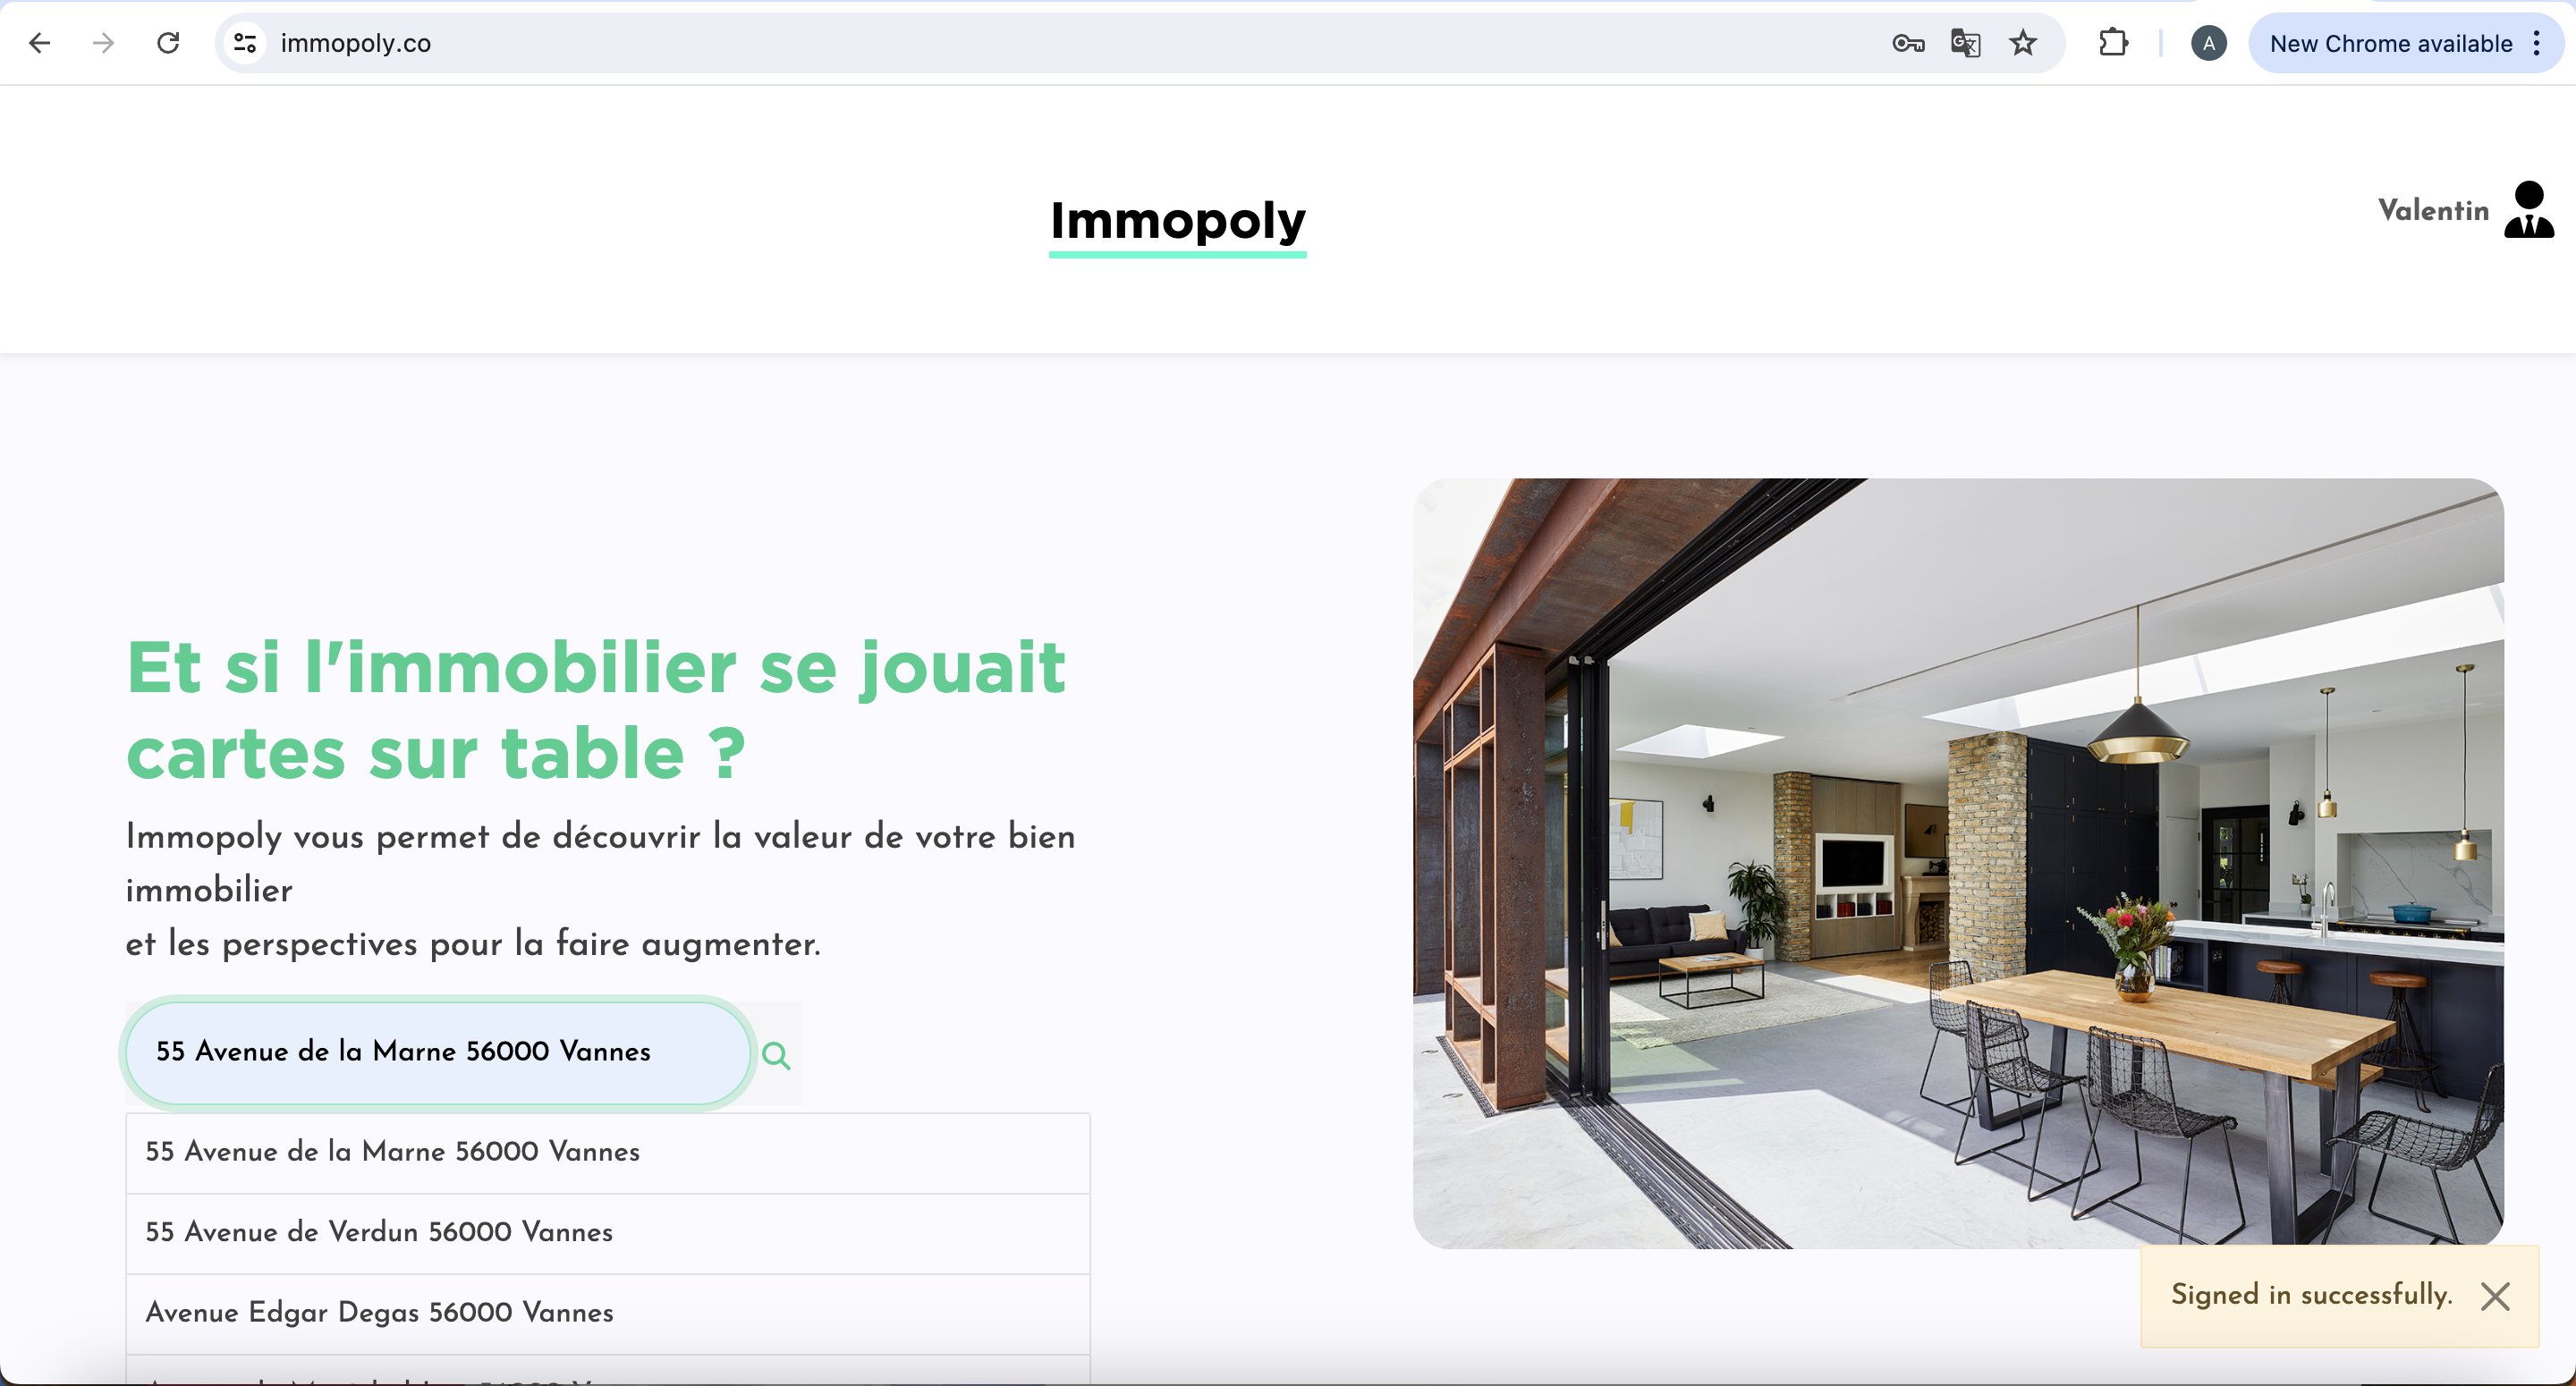 immopoly.co
A
New Chrome available
Immopoly
Valentin
Et si l'immobilier se jouait
cartes sur table ?
Immopoly vous permet de découvrir la valeur de votre bien
immobilier
et les perspectives pour la faire augmenter.
55 Avenue de la Marne 56000 Vannes
55 Avenue de la Marne 56000 Vannes
55 Avenue de Verdun 56000 Vannes
Avenue Edgar Degas 56000 Vannes
Signed in successfully.